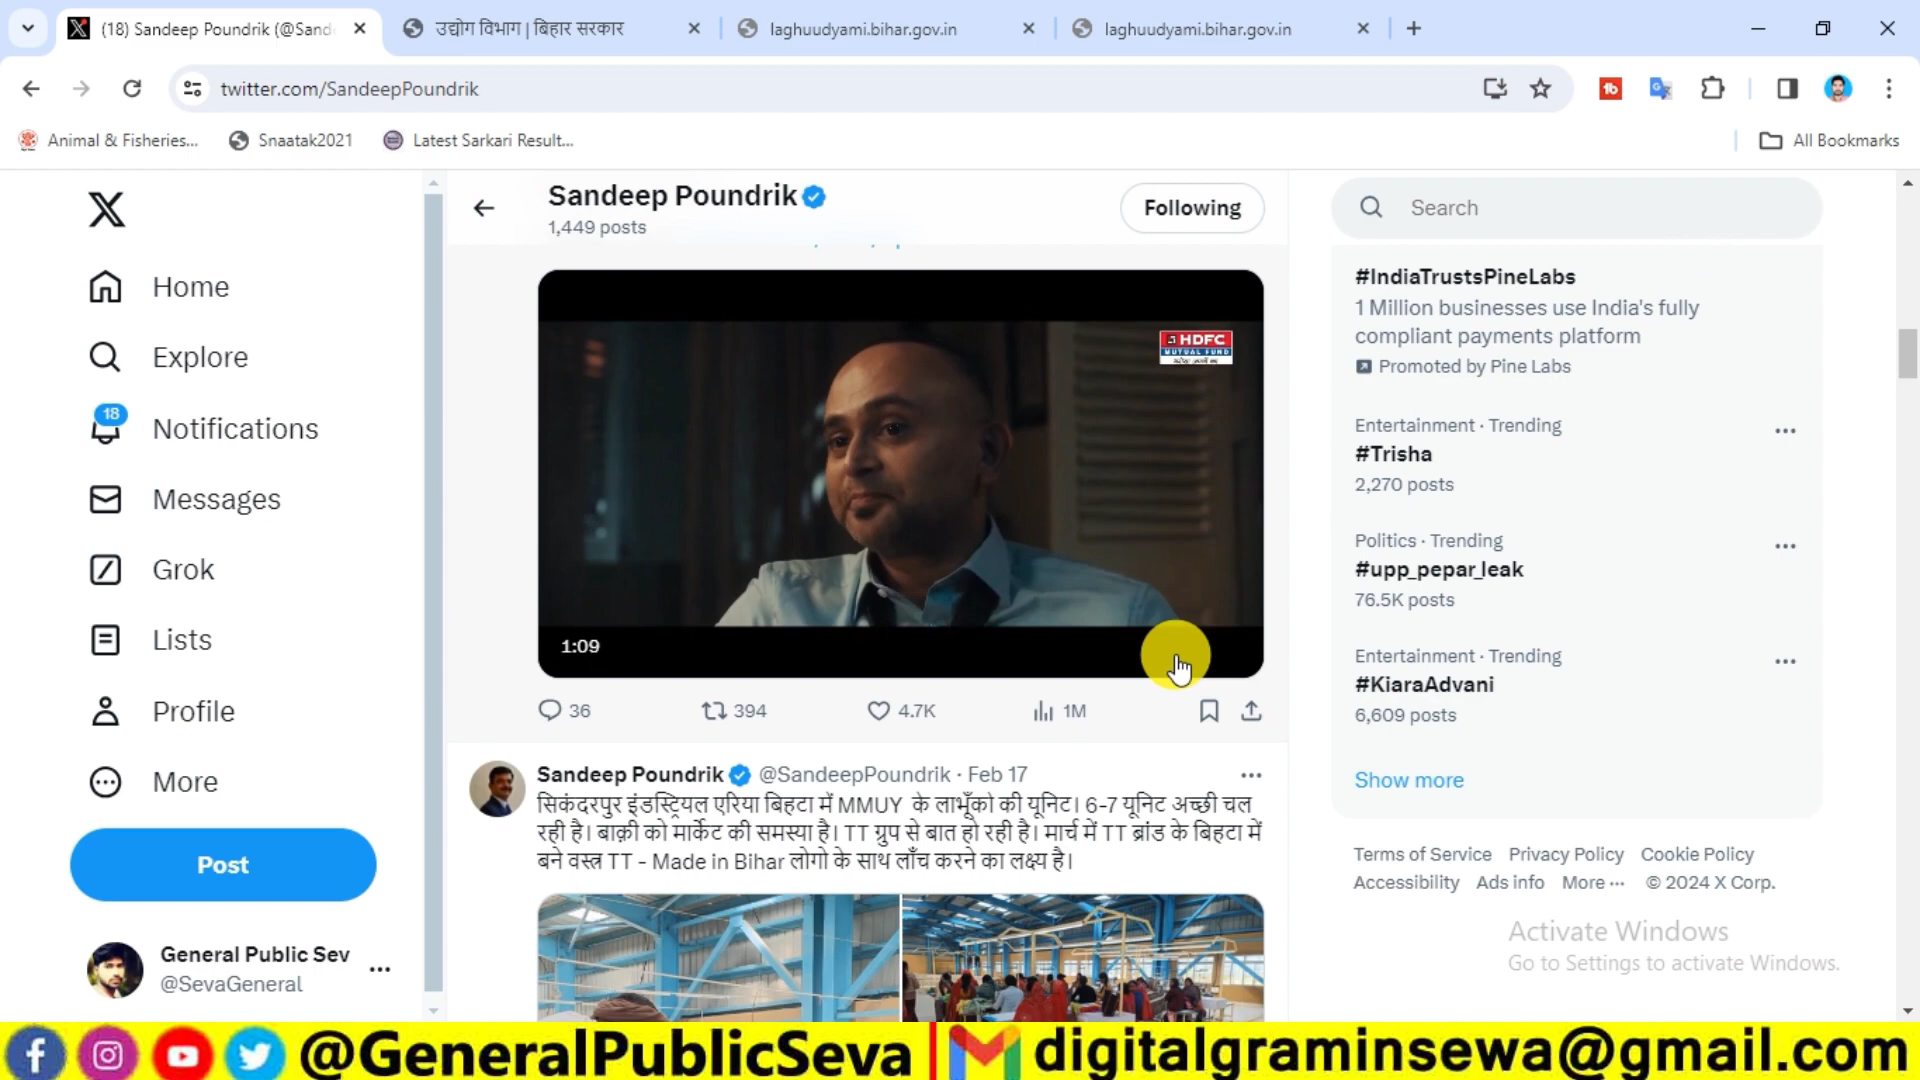 (18) Sandeep Poundrik (@Sand
उद्योग विभाग | बिहार सरकार
laghuudyami.bihar.gov.in
laghuudyami.bihar.gov.in
twitter.com/SandeepPoundrik
Animal & Fisheries...
Snaatak2021
Latest Sarkari Result...
All Bookmarks
Home
Explore
18
Notifications
Messages
Grok
Lists
Profile
More
Post
General Public Sev
@SevaGeneral
Sandeep Poundrik
1,449 posts
Following
HDFC
MUTUAL FUND
1:09
36
394
4.7K
1M
Sandeep Poundrik @SandeepPoundrik · Feb 17
सिकंदरपुर इंडस्ट्रियल एरिया बिहटा में MMUY के लाभूँको की यूनिट। 6-7 यूनिट अच्छी चल
रही है। बाक़ी को मार्केट की समस्या है। TT ग्रुप से बात हो रही है। मार्च में TT ब्रांड के बिहटा में
बने वस्त्र TT - Made in Bihar लोगो के साथ लाँच करने का लक्ष्य है।
Search
#IndiaTrustsPineLabs
1 Million businesses use India's fully
compliant payments platform
Promoted by Pine Labs
Entertainment · Trending
#Trisha
2,270 posts
Politics · Trending
#upp_pepar_leak
76.5K posts
Entertainment · Trending
#KiaraAdvani
6,609 posts
Show more
Terms of Service Privacy Policy Cookie Policy
Accessibility Ads info More ··· © 2024 X Corp.
Activate Windows
Go to Settings to activate Windows.
@GeneralPublicSeva
digitalgraminsewa@gmail.com